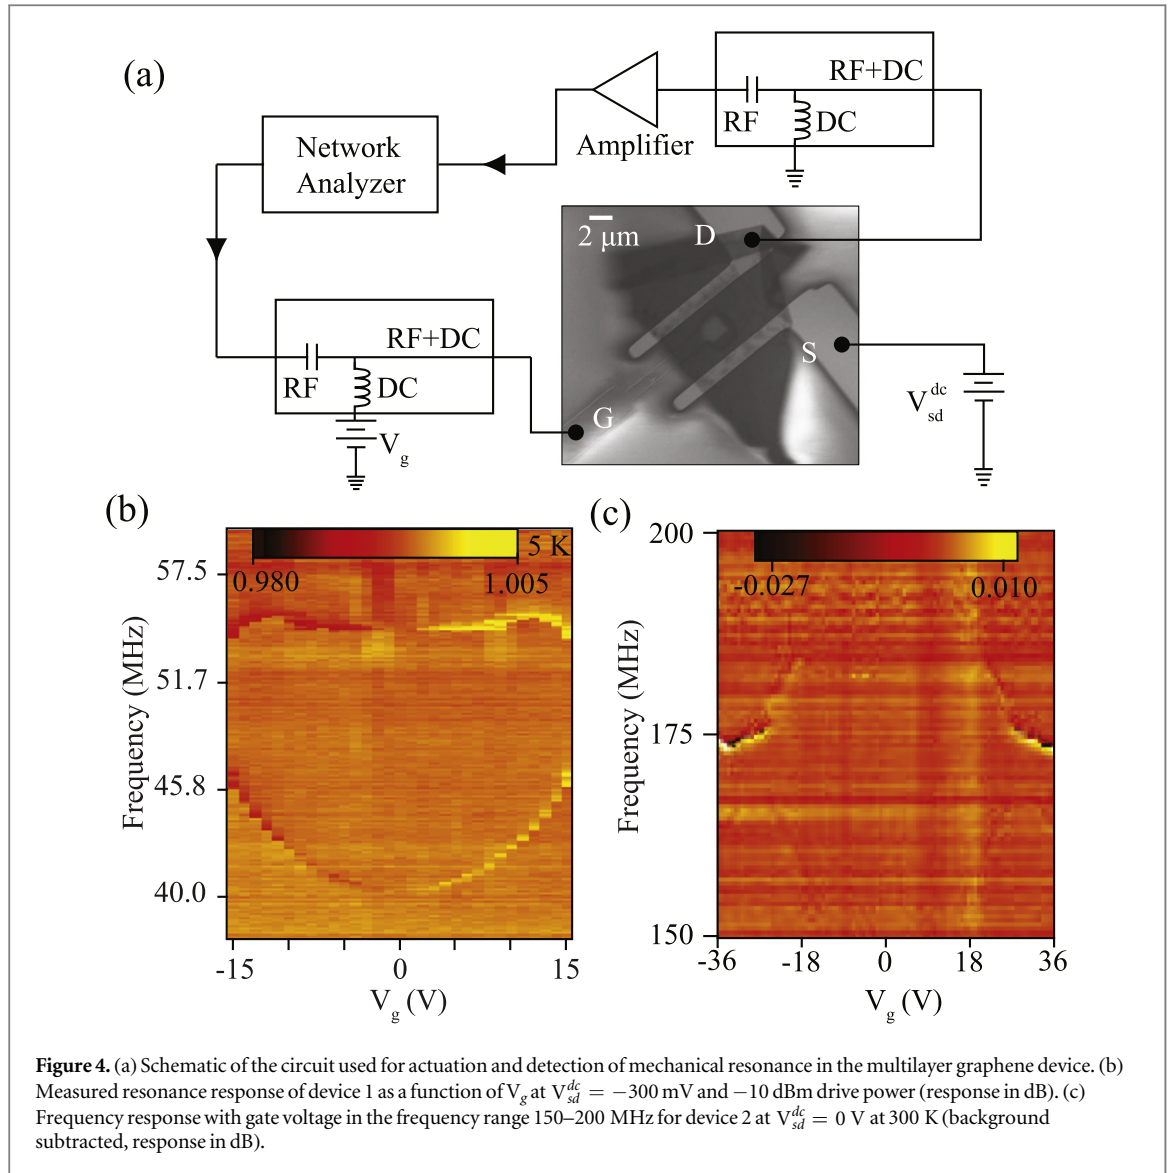 (a)
RF+DC
RF
DC
Amplifier
Network
Analyzer
2 μm
D
S
G
RF+DC
RF
DC
V_g
V_sd^dc
(b)
5 K
0.980
1.005
57.5
51.7
45.8
40.0
Frequency (MHz)
-15
0
15
V_g (V)
(c)
-0.027
0.010
200
175
150
Frequency (MHz)
-36
-18
0
18
36
V_g (V)
Figure 4. (a) Schematic of the circuit used for actuation and detection of mechanical resonance in the multilayer graphene device. (b)
Measured resonance response of device 1 as a function of V_g at V_sd^dc = −300 mV and −10 dBm drive power (response in dB). (c)
Frequency response with gate voltage in the frequency range 150–200 MHz for device 2 at V_sd^dc = 0 V at 300 K (background
subtracted, response in dB).